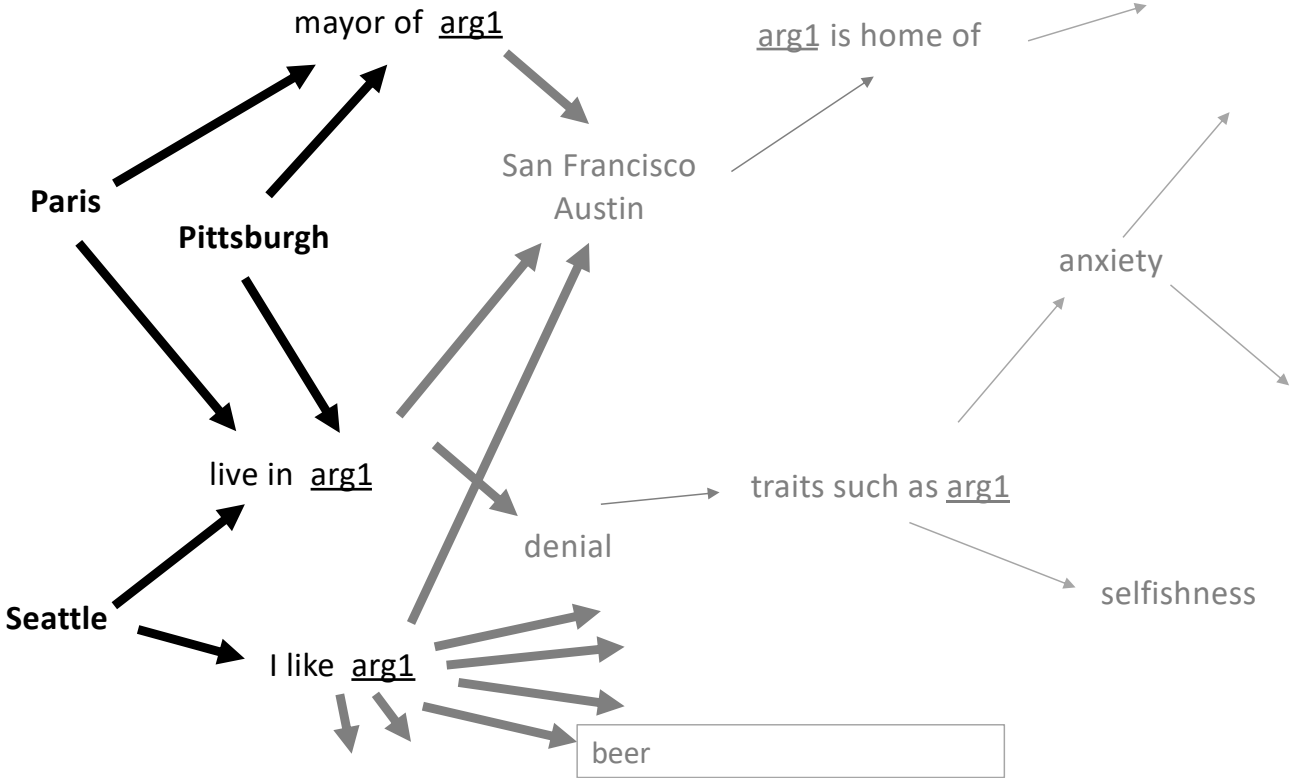 mayor of arg1
arg1 is home of
San Francisco
Austin
Paris
Pittsburgh
anxiety
live in arg1
traits such as arg1
denial
selfishness
Seattle
I like arg1
beer